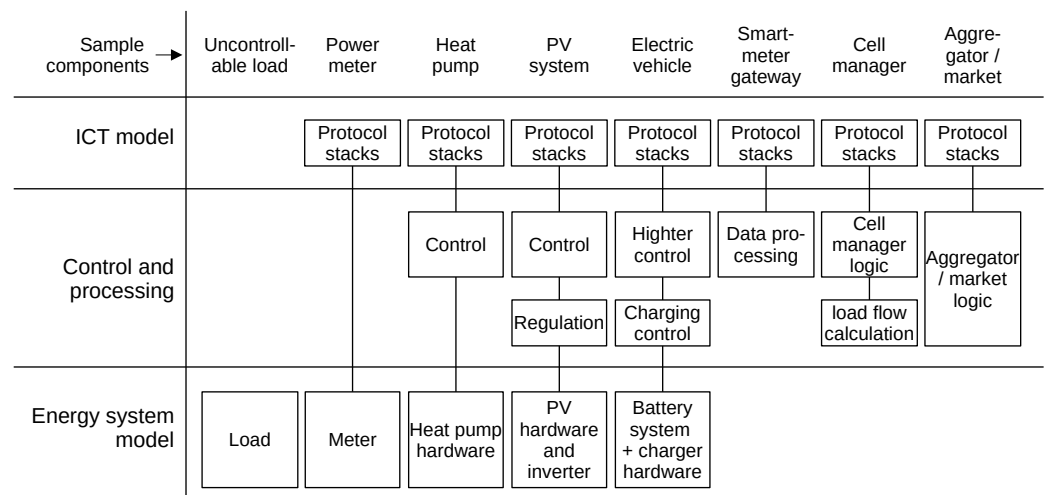 Sample
components
Uncontroll-
able load
Power
meter
Heat
pump
PV
system
Electric
vehicle
Smart-
meter
gateway
Cell
manager
Aggre-
gator /
market
ICT model
Protocol
stacks
Protocol
stacks
Protocol
stacks
Protocol
stacks
Protocol
stacks
Protocol
stacks
Protocol
stacks
Control and
processing
Control
Control
Highter
control
Data pro-
cessing
Cell
manager
logic
Aggregator
/ market
logic
Regulation
Charging
control
load flow
calculation
Energy system
model
Load
Meter
Heat pump
hardware
PV
hardware
and
inverter
Battery
system
+ charger
hardware